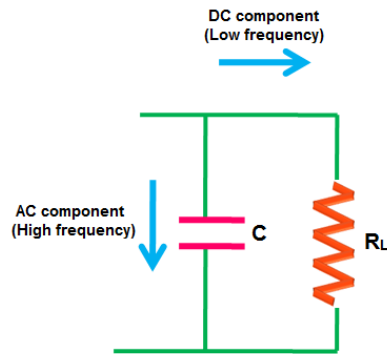 DC component
(Low frequency)
AC component
(High frequency)
C
RL